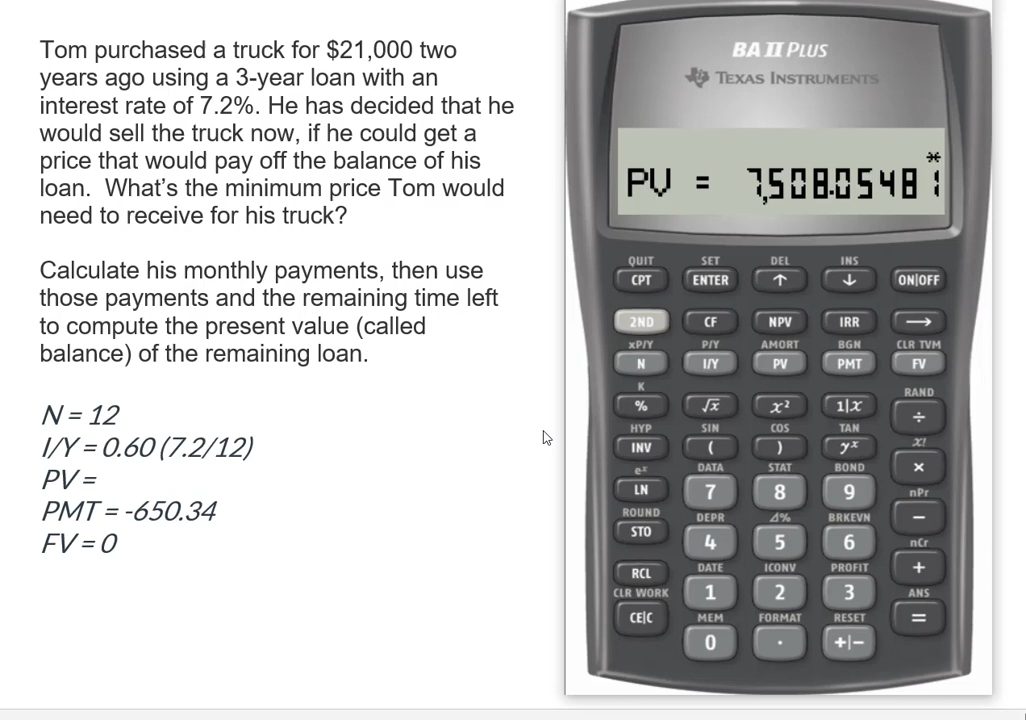 Tom purchased a truck for $21,000 two
years ago using a 3-year loan with an
interest rate of 7.2%. He has decided that he
would sell the truck now, if he could get a
price that would pay off the balance of his
loan. What's the minimum price Tom would
need to receive for his truck?
Calculate his monthly payments, then use
those payments and the remaining time left
to compute the present value (called
balance) of the remaining loan.
N = 12
I/Y = 0.60 (7.2/12)
PV =
PMT = -650.34
FV = 0
BA II PLUS
TEXAS INSTRUMENTS
*
PV = 7,508.05481
QUIT SET DEL INS
CPT ENTER ↑ ↓ ON|OFF
2ND CF NPV IRR →
xP/Y P/Y AMORT BGN CLR TVM
N I/Y PV PMT FV
K RAND
% √x x² 1|x ÷
HYP SIN COS TAN x!
INV ( ) yˣ ×
eˣ DATA STAT BOND nPr
LN 7 8 9 −
ROUND DEPR Δ% BRKEVN nCr
STO 4 5 6 +
DATE ICONV PROFIT ANS
RCL 1 2 3 =
CLR WORK MEM FORMAT RESET
CE|C 0 . +|−